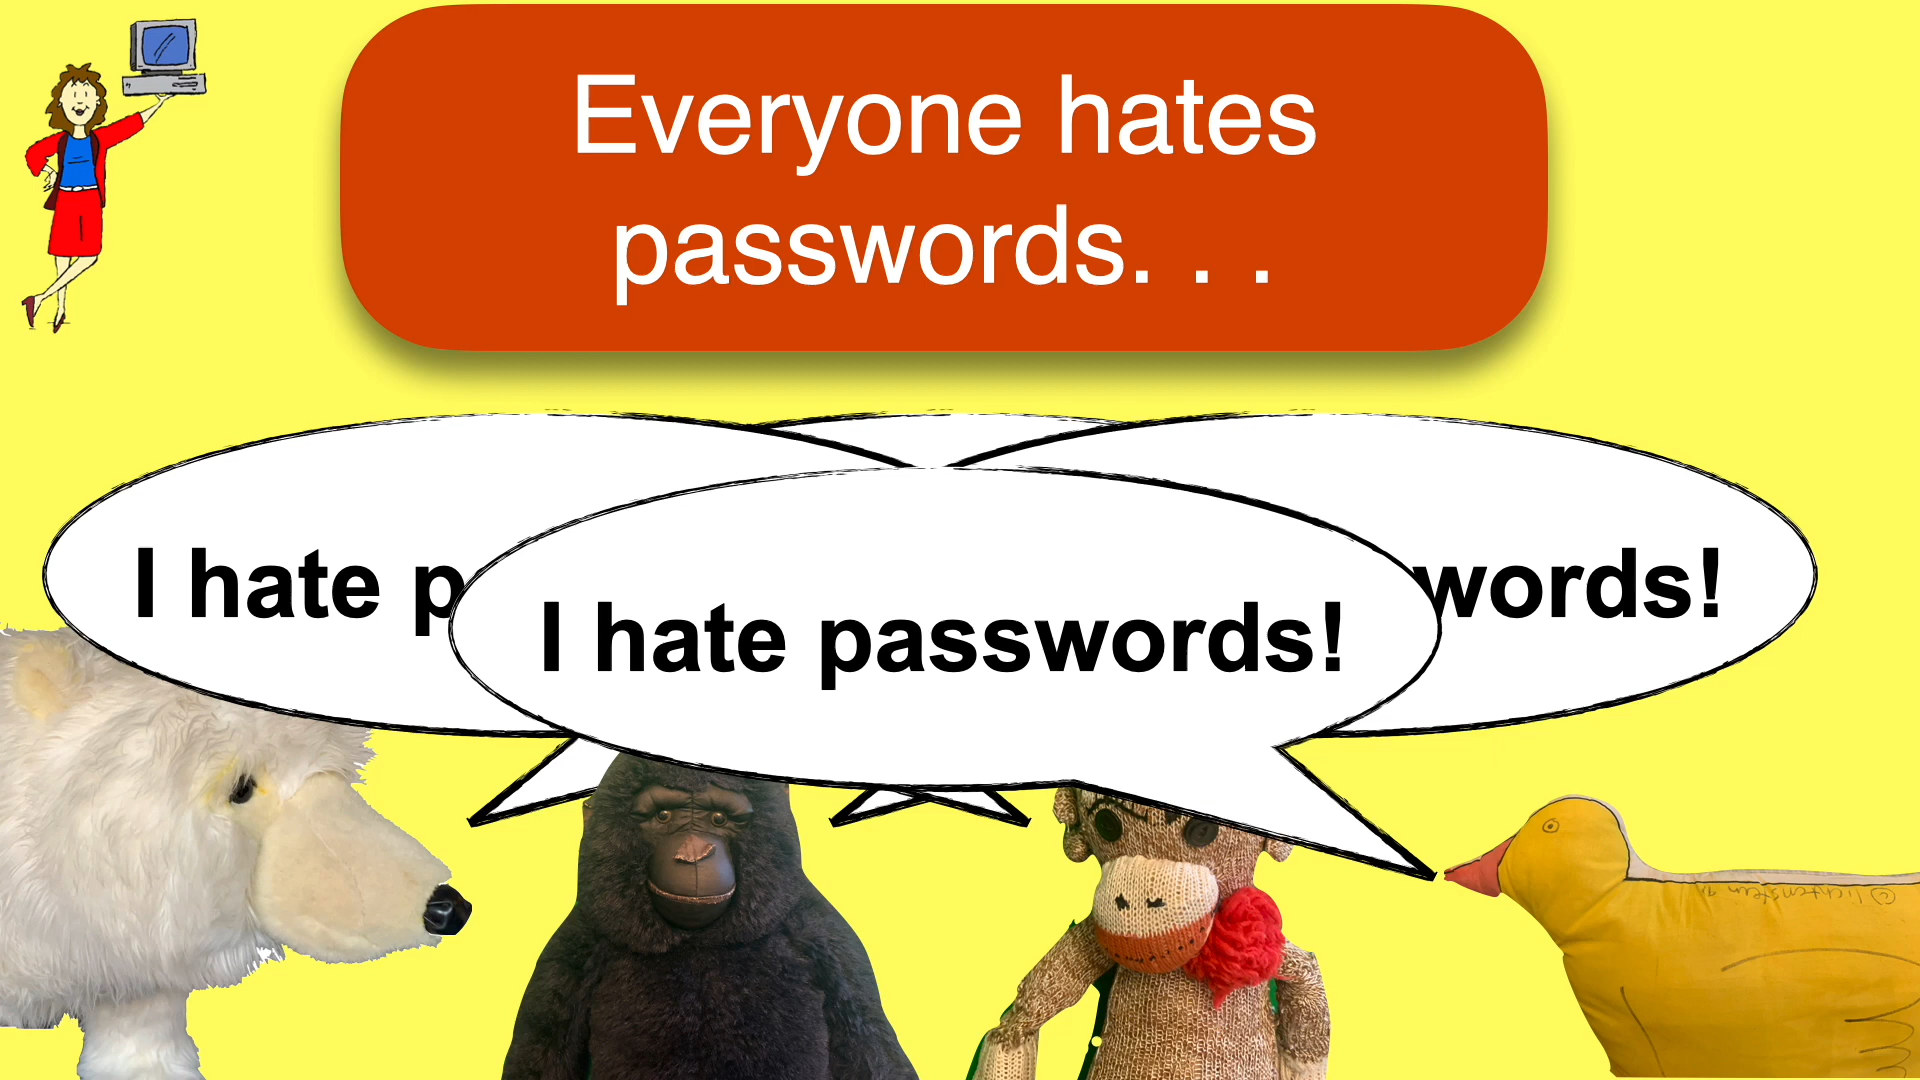 Everyone hates
passwords. . .
I hate p
words!
I hate passwords!